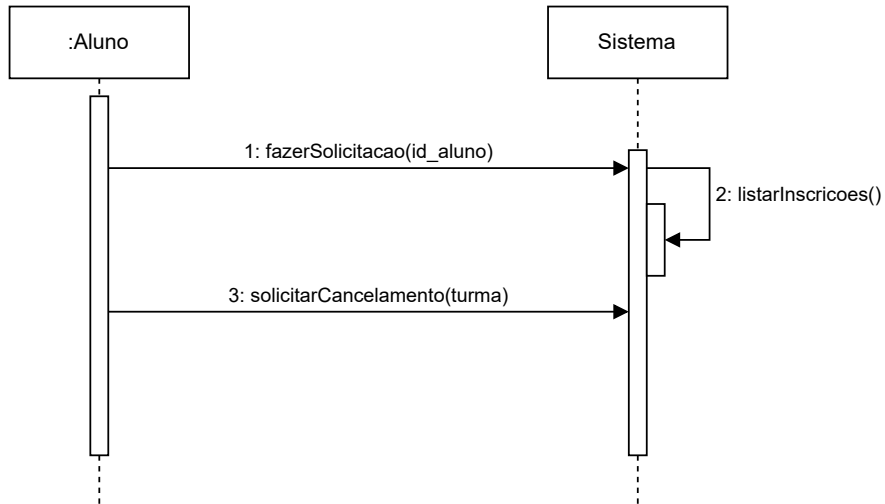 :Aluno
Sistema
1: fazerSolicitacao(id_aluno)
2: listarInscricoes()
3: solicitarCancelamento(turma)